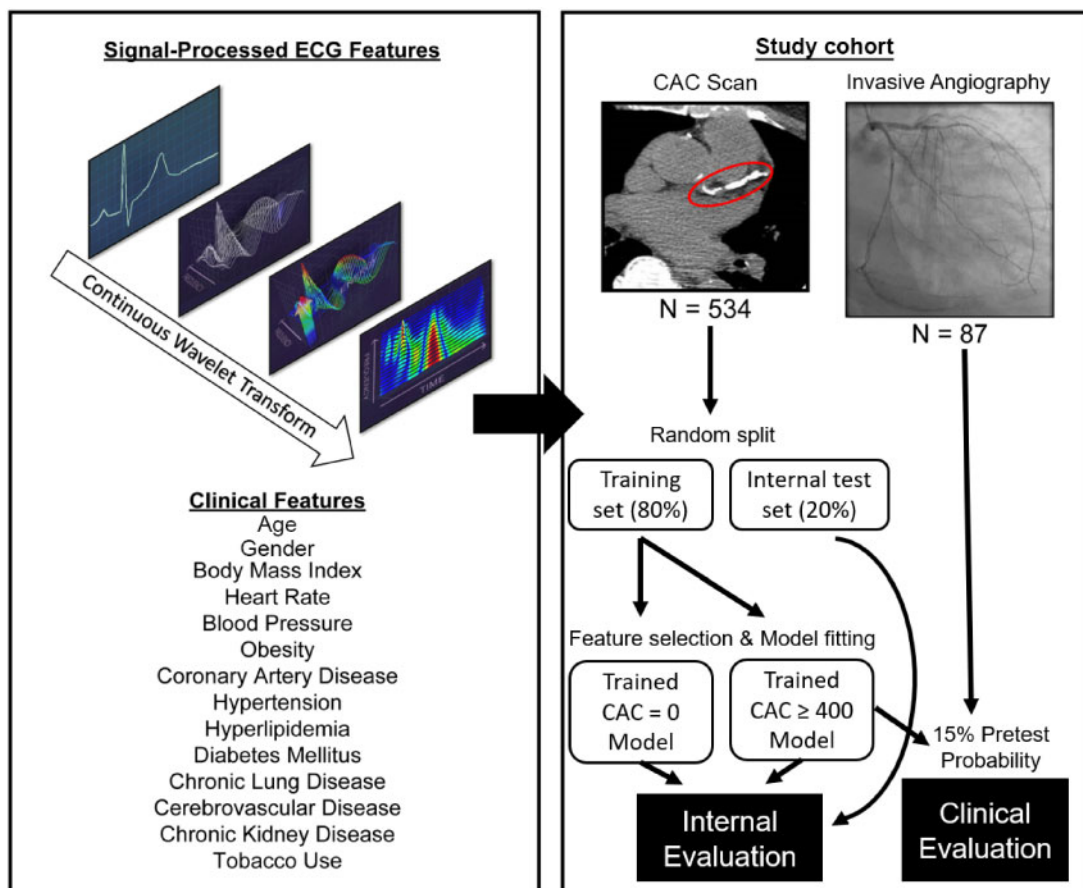 Signal-Processed ECG Features
Continuous Wavelet Transform
FREQUENCY
TIME
Clinical Features
Age
Gender
Body Mass Index
Heart Rate
Blood Pressure
Obesity
Coronary Artery Disease
Hypertension
Hyperlipidemia
Diabetes Mellitus
Chronic Lung Disease
Cerebrovascular Disease
Chronic Kidney Disease
Tobacco Use
Study cohort
CAC Scan
Invasive Angiography
N = 534
N = 87
Random split
Training
set (80%)
Internal test
set (20%)
Feature selection & Model fitting
Trained
CAC = 0
Model
Trained
CAC ≥ 400
Model
15% Pretest
Probability
Internal
Evaluation
Clinical
Evaluation